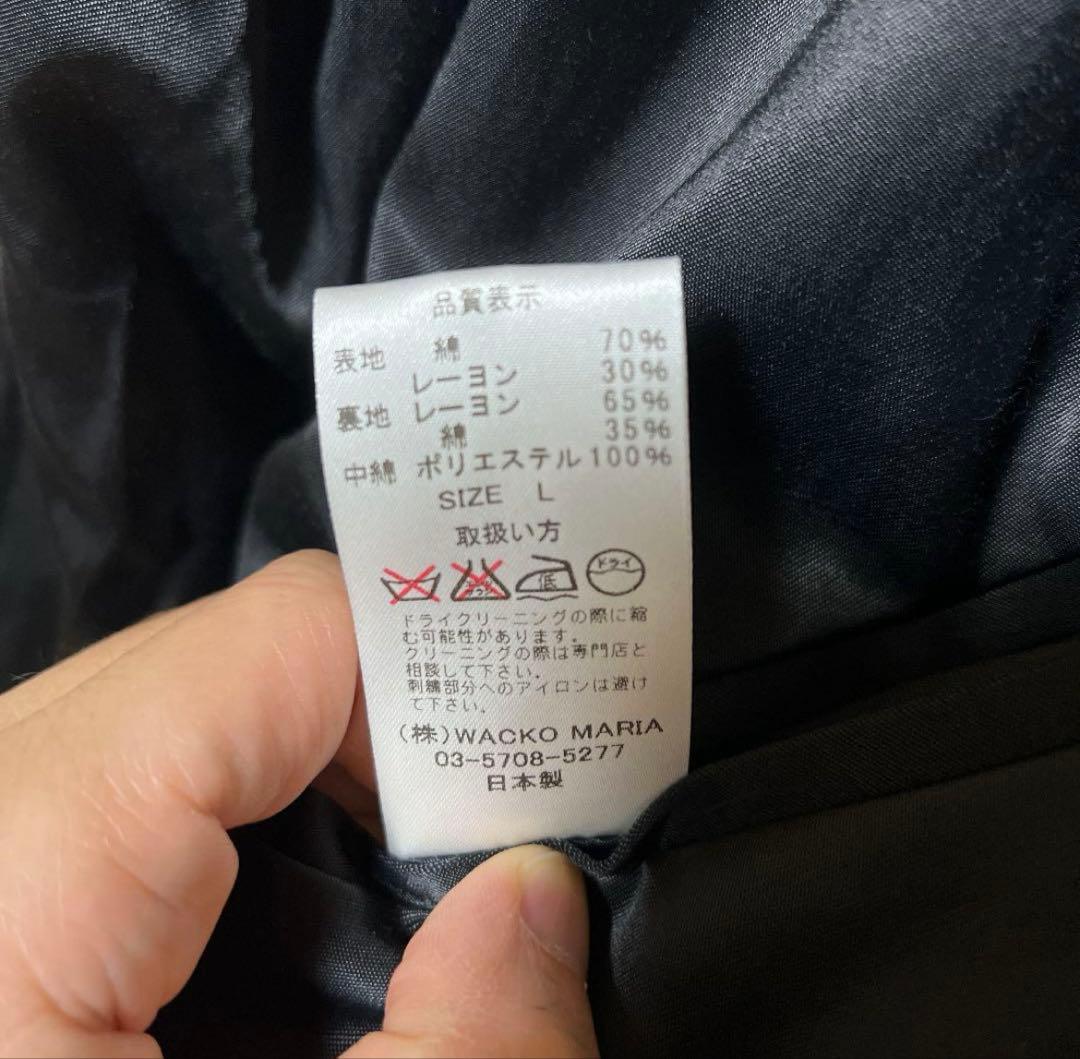 品質表示
表地 綿 70%
レーヨン 30%
裏地 レーヨン 65%
綿 35%
中綿 ポリエステル 100%
SIZE L
取扱い方
低 ドライ
ドライクリーニングの際に縮
む可能性があります。
クリーニングの際は専門店と
相談して下さい。
刺繍部分へのアイロンは避け
て下さい。
(株)WACKO MARIA
03-5708-5277
日本製